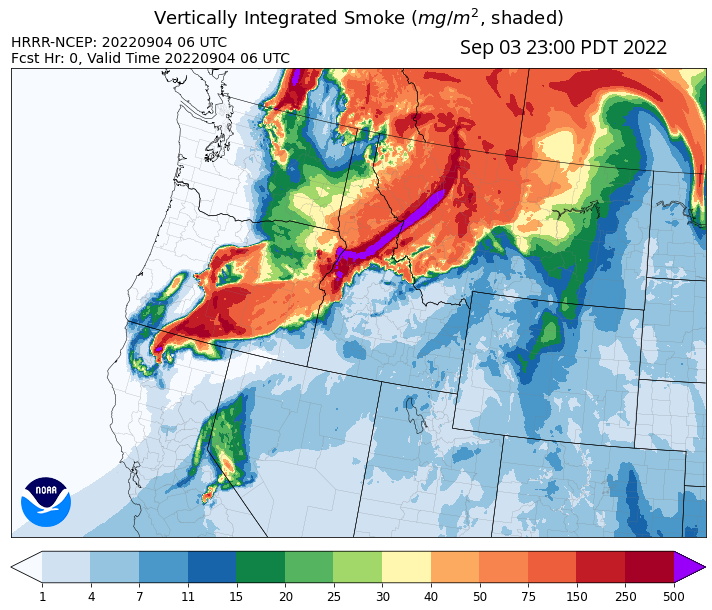 Vertically Integrated Smoke (mg/m², shaded)
HRRR-NCEP: 20220904 06 UTC
Fcst Hr: 0, Valid Time 20220904 06 UTC
Sep 03 23:00 PDT 2022
NOAA
1 4 7 11 15 20 25 30 40 50 75 150 250 500